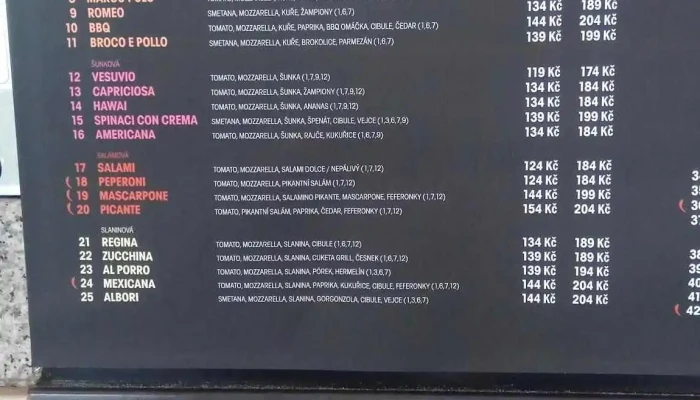 9 ROMEO SMETANA, MOZZARELLA, KUŘE, ŽAMPIONY (1,6,7) 134 Kč 189 Kč
10 BBQ TOMATO, MOZZARELLA, KUŘE, PAPRIKA, BBQ OMÁČKA, CIBULE, ČEDAR (1,6,7) 144 Kč 204 Kč
11 BROCO E POLLO SMETANA, MOZZARELLA, KUŘE, BROKOLICE, PARMEZÁN (1,6,7) 139 Kč 199 Kč
ŠUNKOVÁ
12 VESUVIO TOMATO, MOZZARELLA, ŠUNKA (1,7,9,12) 119 Kč 174 Kč
13 CAPRICIOSA TOMATO, MOZZARELLA, ŠUNKA, ŽAMPIONY (1,7,9,12) 134 Kč 184 Kč
14 HAWAI TOMATO, MOZZARELLA, ŠUNKA, ANANAS (1,7,9,12) 134 Kč 184 Kč
15 SPINACI CON CREMA SMETANA, MOZZARELLA, ŠUNKA, ŠPENÁT, CIBULE, VEJCE (1,3,6,7,9) 139 Kč 199 Kč
16 AMERICANA TOMATO, MOZZARELLA, ŠUNKA, RAJČE, KUKUŘICE (1,6,7,9) 134 Kč 184 Kč
SALÁMOVÁ
17 SALAMI TOMATO, MOZZARELLA, SALAMI DOLCE / NEPÁLIVÝ (1,7,12) 124 Kč 184 Kč
18 PEPERONI TOMATO, MOZZARELLA, PIKANTNÍ SALÁM (1,7,12) 124 Kč 184 Kč
19 MASCARPONE TOMATO, MOZZARELLA, SALAMINO PIKANTE, MASCARPONE, FEFERONKY (1,7,12) 144 Kč 199 Kč
20 PICANTE TOMATO, PIKANTNÍ SALÁM, PAPRIKA, ČEDAR, FEFERONKY (1,7,12) 154 Kč 204 Kč
SLANINOVÁ
21 REGINA TOMATO, MOZZARELLA, SLANINA, CIBULE (1,6,7,12) 134 Kč 189 Kč
22 ZUCCHINA TOMATO, MOZZARELLA, SLANINA, CUKETA GRILL, ČESNEK (1,6,7,12) 139 Kč 189 Kč
23 AL PORRO TOMATO, MOZZARELLA, SLANINA, PÓREK, HERMELÍN (1,3,6,7) 139 Kč 194 Kč
24 MEXICANA TOMATO, MOZZARELLA, SLANINA, PAPRIKA, KUKUŘICE, CIBULE, FEFERONKY (1,6,7,12) 144 Kč 204 Kč
25 ALBORI SMETANA, MOZZARELLA, SLANINA, GORGONZOLA, CIBULE, VEJCE (1,3,6,7) 144 Kč 204 Kč
37
38
39
40
41
42